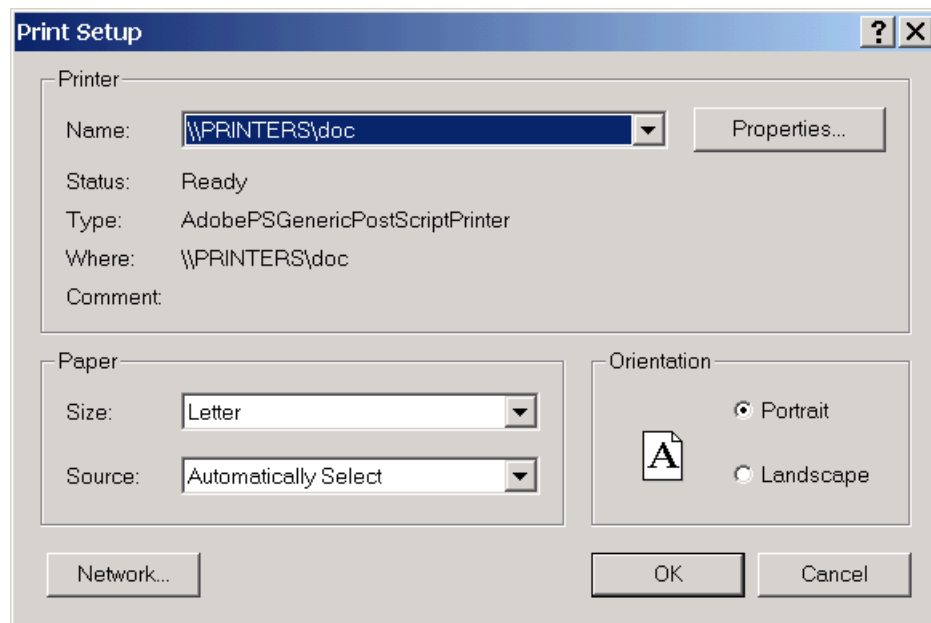 Print Setup
Printer
Name: \\PRINTERS\doc Properties...
Status: Ready
Type: AdobePSGenericPostScriptPrinter
Where: \\PRINTERS\doc
Comment:
Paper
Size: Letter
Source: Automatically Select
Orientation
Portrait
A
Landscape
Network... OK Cancel